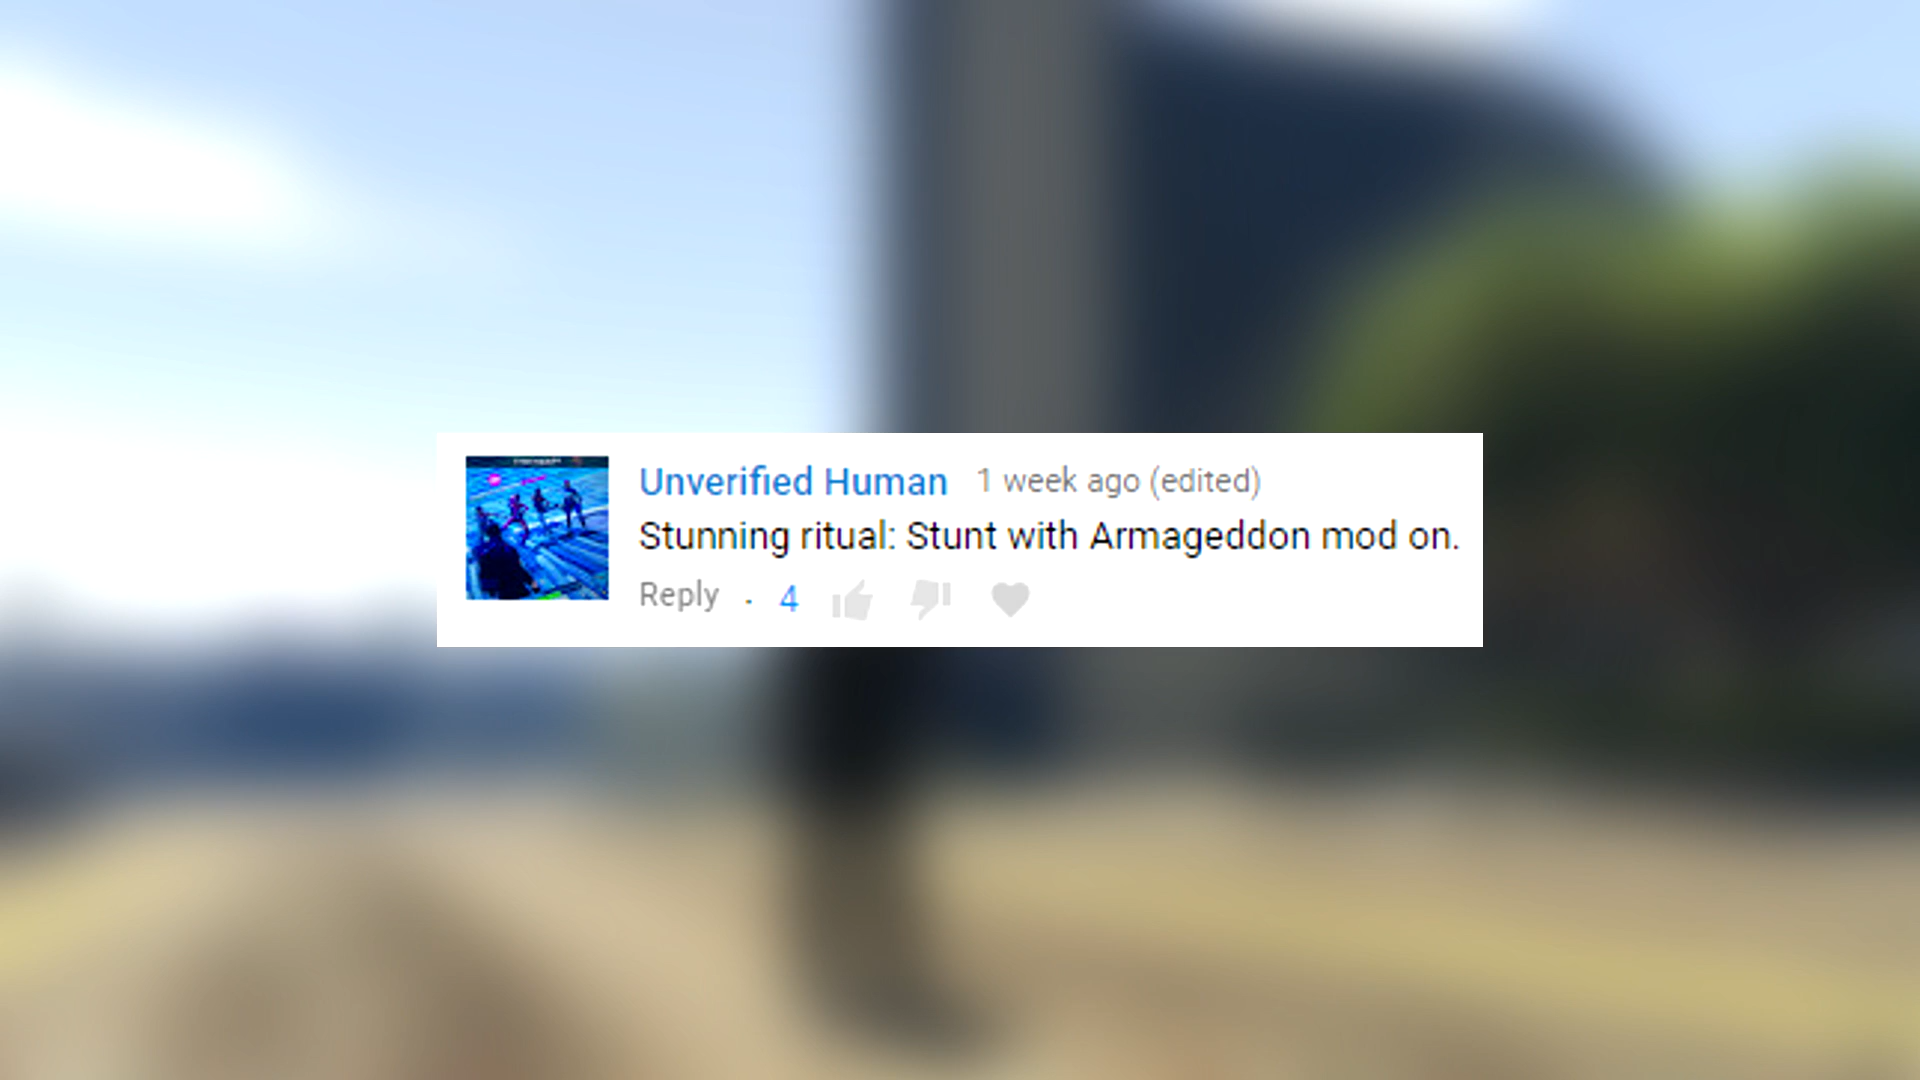 Unverified Human 1 week ago (edited)
Stunning ritual: Stunt with Armageddon mod on.
Reply · 4